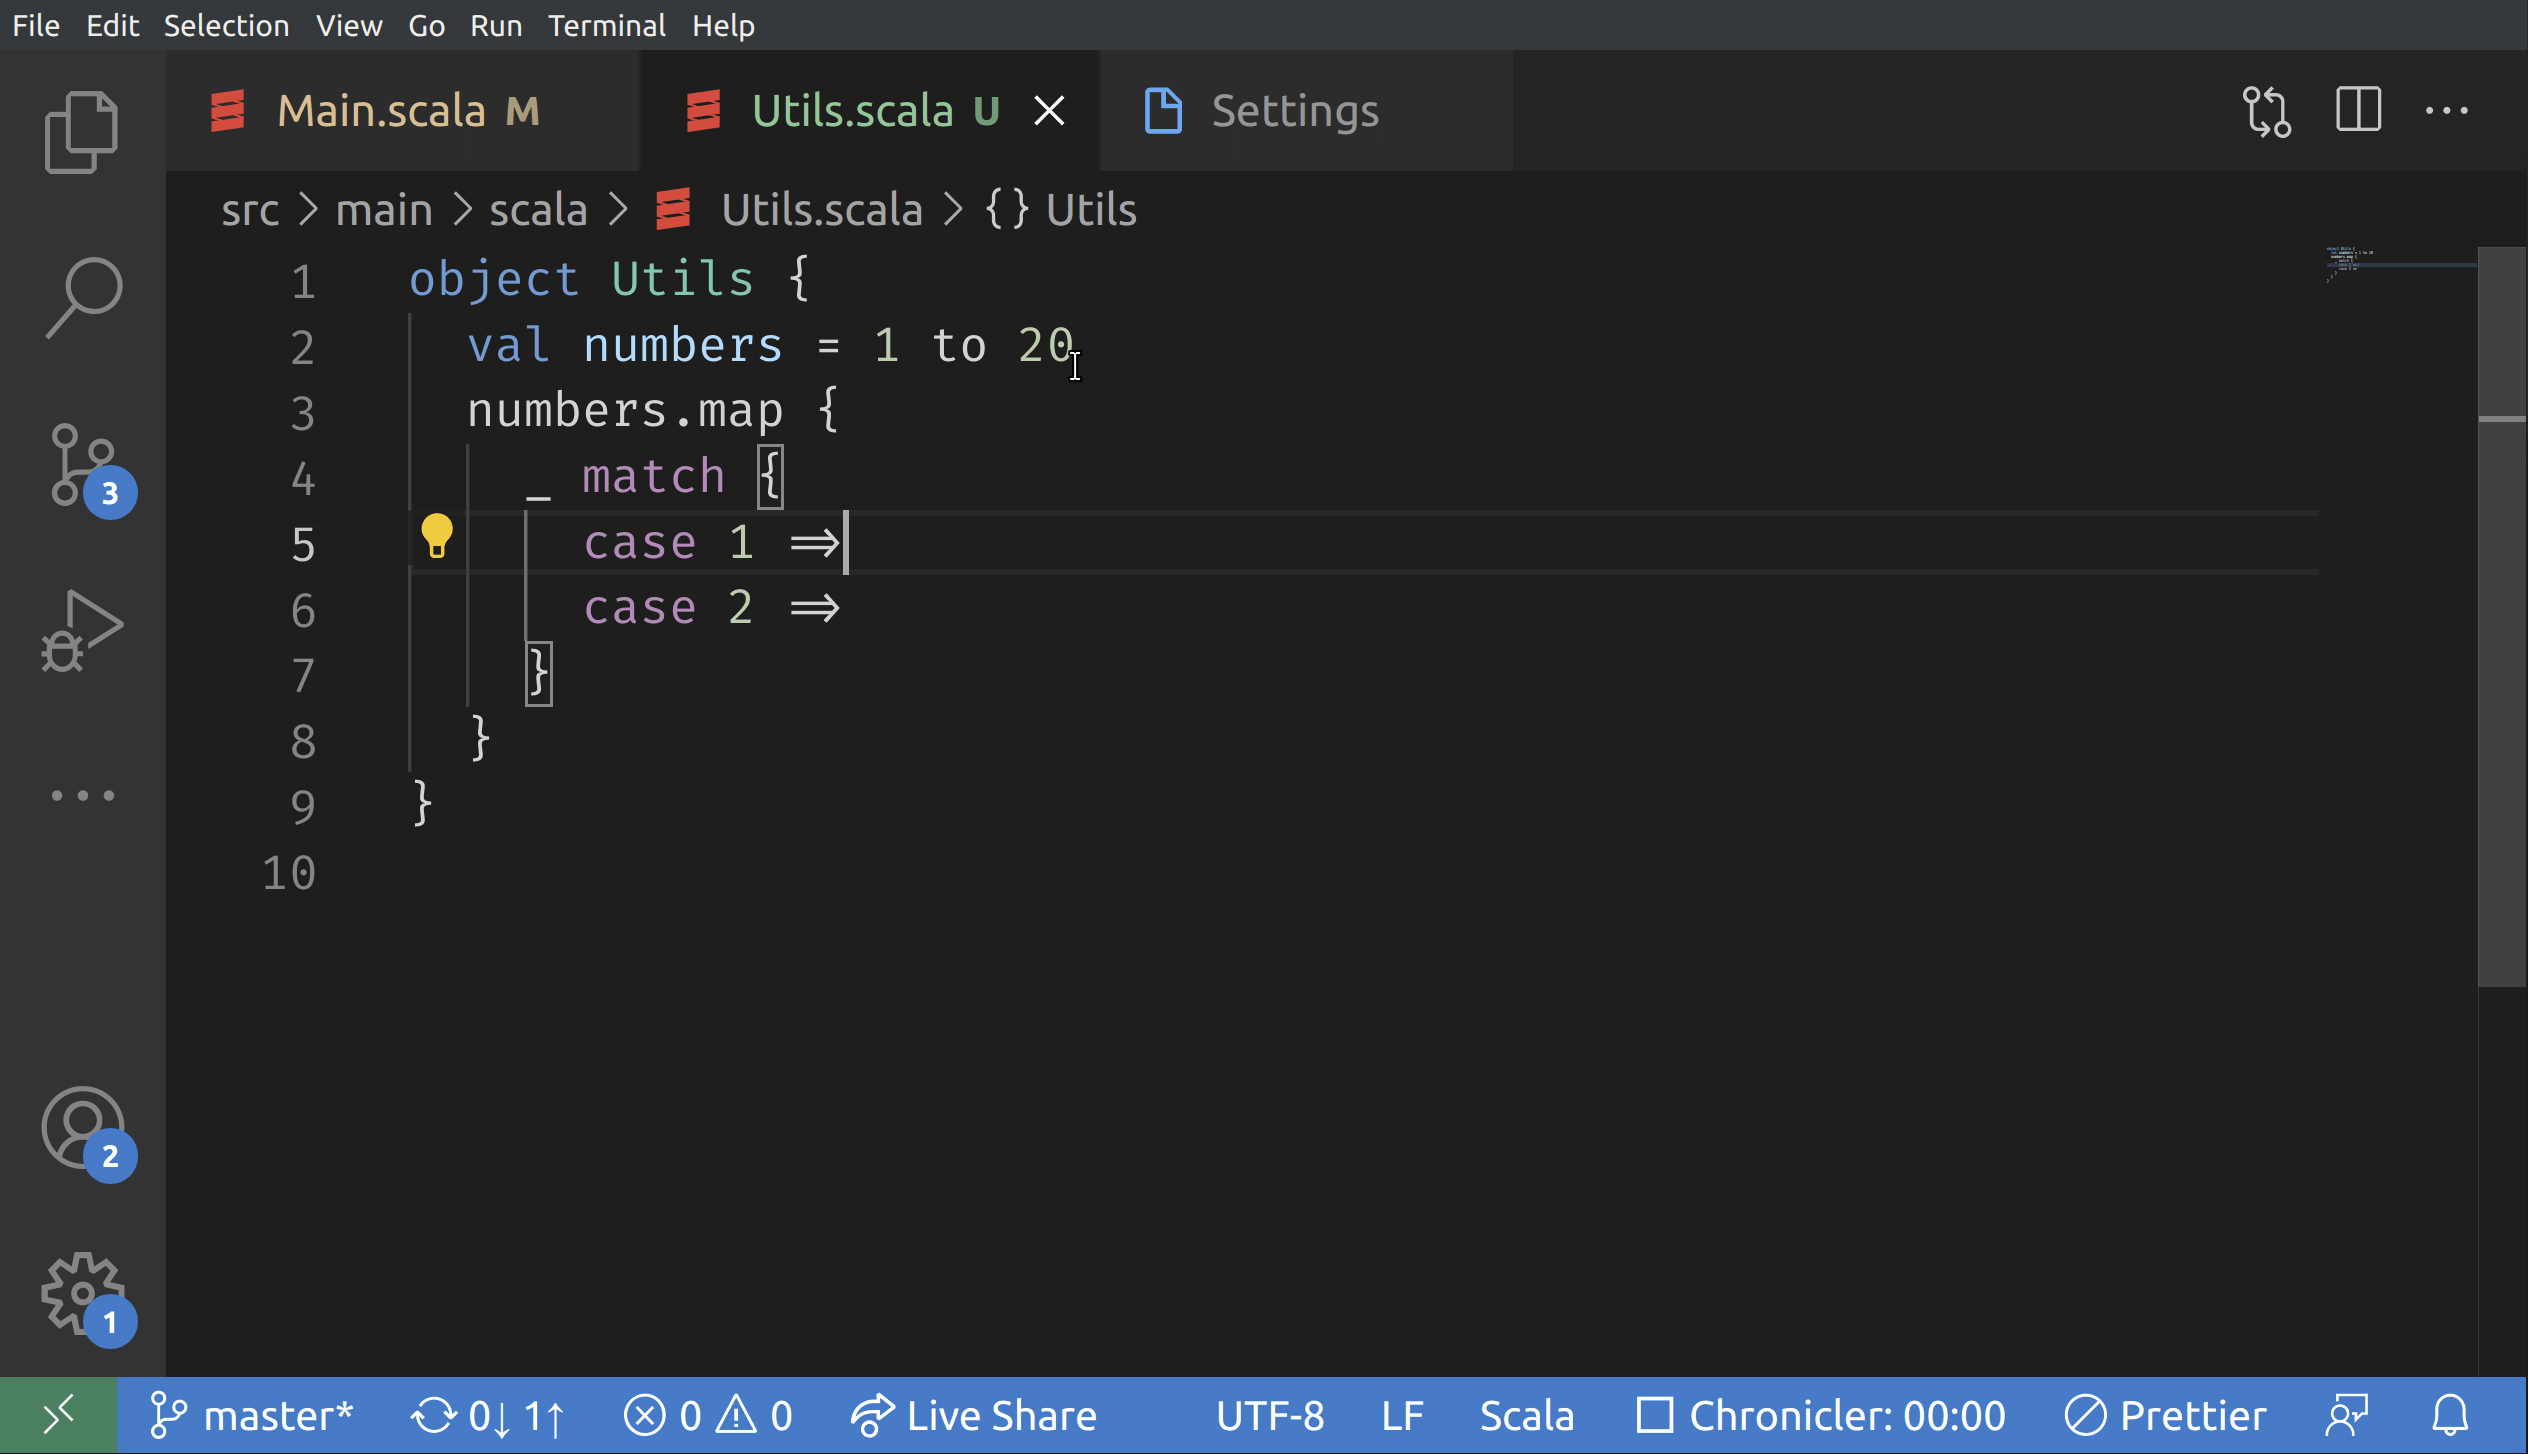 File Edit Selection View Go Run Terminal Help
Main.scala M Utils.scala U Settings
src > main > scala > Utils.scala > {} Utils
1 object Utils {
2 val numbers = 1 to 20
3 numbers.map {
4 _ match {
5 case 1 =>
6 case 2 =>
7 }
8 }
9 }
10
3
2
1
master* 0↓ 1↑ 0 0 Live Share UTF-8 LF Scala Chronicler: 00:00 Prettier